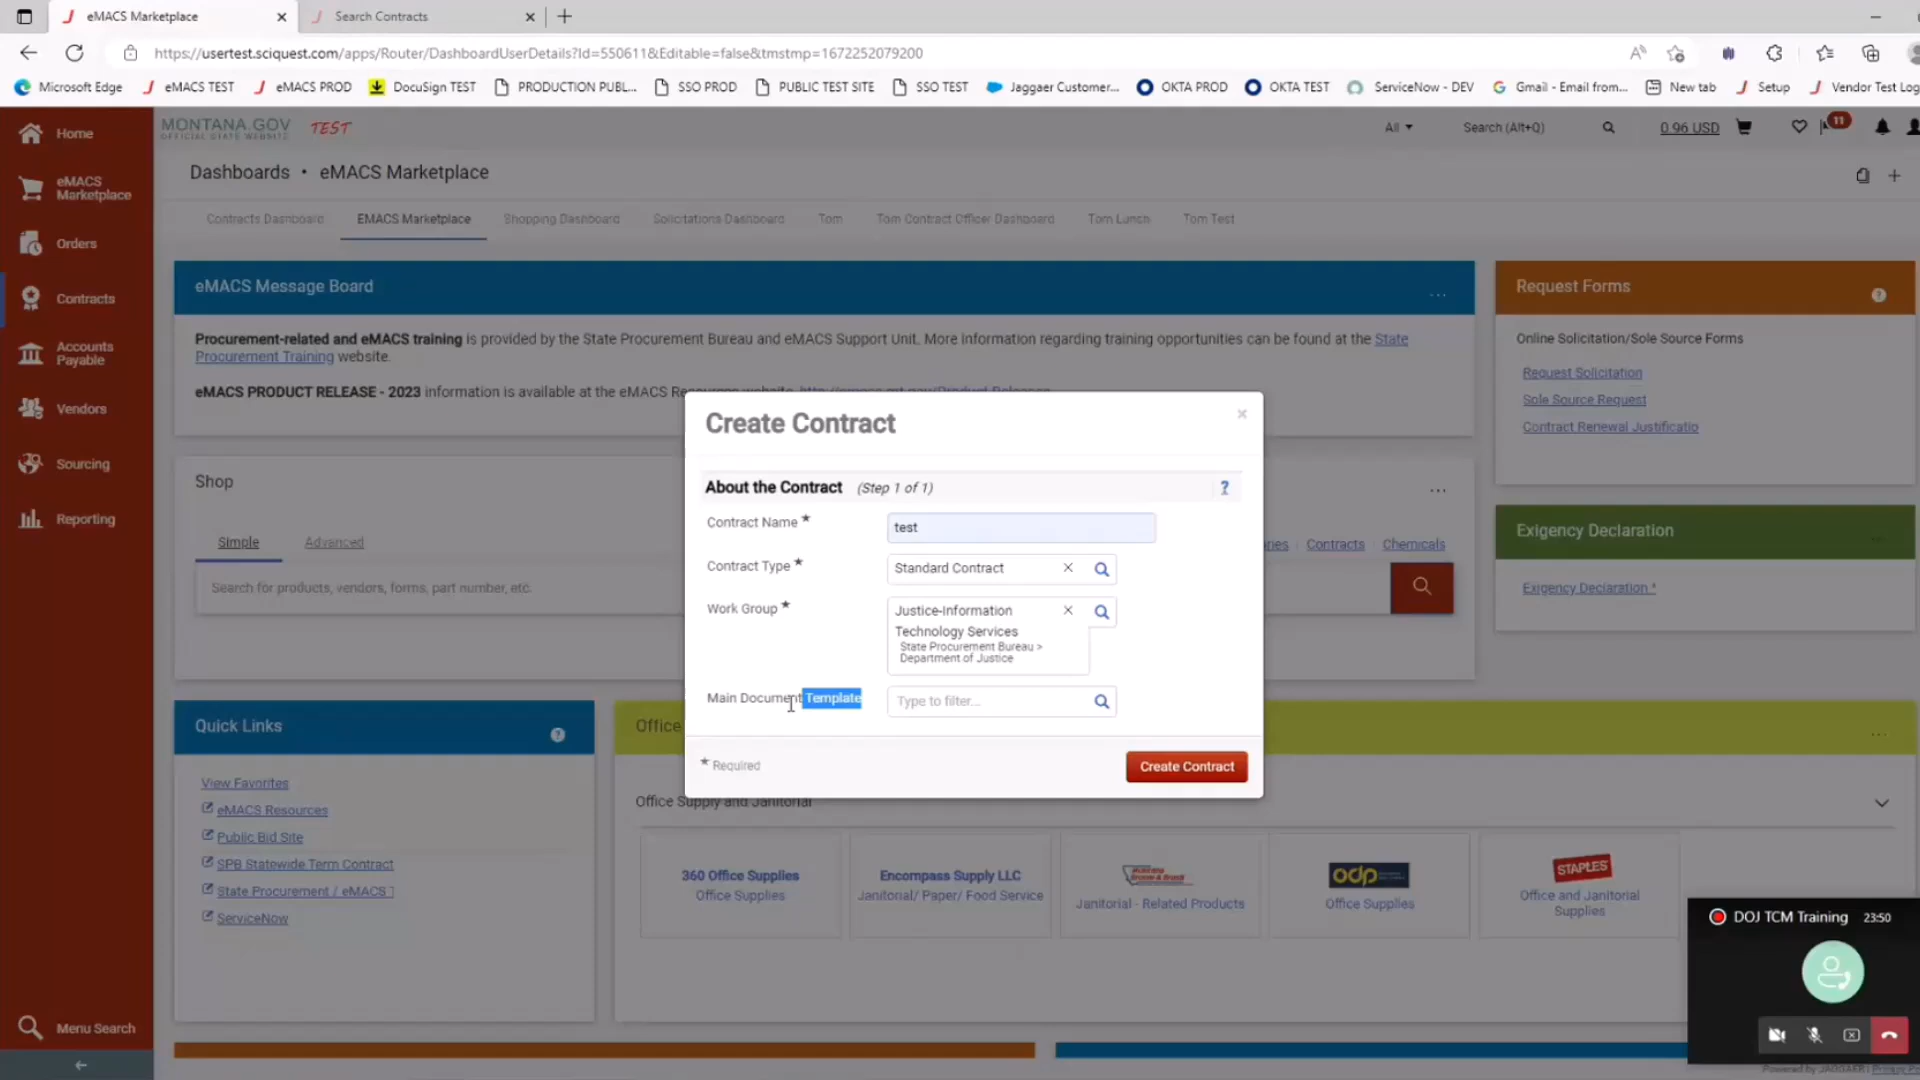 eMACS Marketplace
Search Contracts
https://usertest.sciquest.com/apps/Router/DashboardUserDetails?Id=550611&Editable=false&tmstmp=1672252079200
Microsoft Edge
eMACS TEST
eMACS PROD
DocuSign TEST
PRODUCTION PUBL...
SSO PROD
PUBLIC TEST SITE
SSO TEST
Jaggaer Customer...
OKTA PROD
OKTA TEST
ServiceNow - DEV
Gmail - Email from...
New tab
Setup
Vendor Test Log
Home
MONTANA.GOV
OFFICIAL STATE WEBSITE
TEST
All
Search (Alt+Q)
0.96 USD
11
eMACS
Marketplace
Orders
Contracts
Accounts
Payable
Vendors
Sourcing
Reporting
Menu Search
Dashboards • eMACS Marketplace
Contracts Dashboard
EMACS Marketplace
Shopping Dashboard
Solicitations Dashboard
Tom
Tom Contract Officer Dashboard
Tom Lunch
Tom Test
eMACS Message Board
Procurement-related and eMACS training is provided by the State Procurement Bureau and eMACS Support Unit. More information regarding training opportunities can be found at the State
Procurement Training website.
eMACS PRODUCT RELEASE - 2023 information is available at the eMACS Resources website.
Request Forms
Online Solicitation/Sole Source Forms
Request Solicitation
Sole Source Request
Contract Renewal Justificatio
Shop
Simple
Advanced
Search for products, vendors, forms, part number, etc.
Contracts
Chemicals
Exigency Declaration
Exigency Declaration *
Create Contract
×
About the Contract (Step 1 of 1)
?
Contract Name *
test
Contract Type *
Standard Contract
Work Group *
Justice-Information
Technology Services
State Procurement Bureau >
Department of Justice
Main Document Template
Type to filter...
* Required
Create Contract
Quick Links
View Favorites
eMACS Resources
Public Bid Site
SPB Statewide Term Contract
State Procurement / eMACS
ServiceNow
Office
Office Supply and Janitorial
360 Office Supplies
Office Supplies
Encompass Supply LLC
Janitorial/ Paper/ Food Service
Janitorial - Related Products
odp
Office Supplies
STAPLES
Office and Janitorial
Supplies
DOJ TCM Training 23:50
Powered by JAGGAER | Privacy